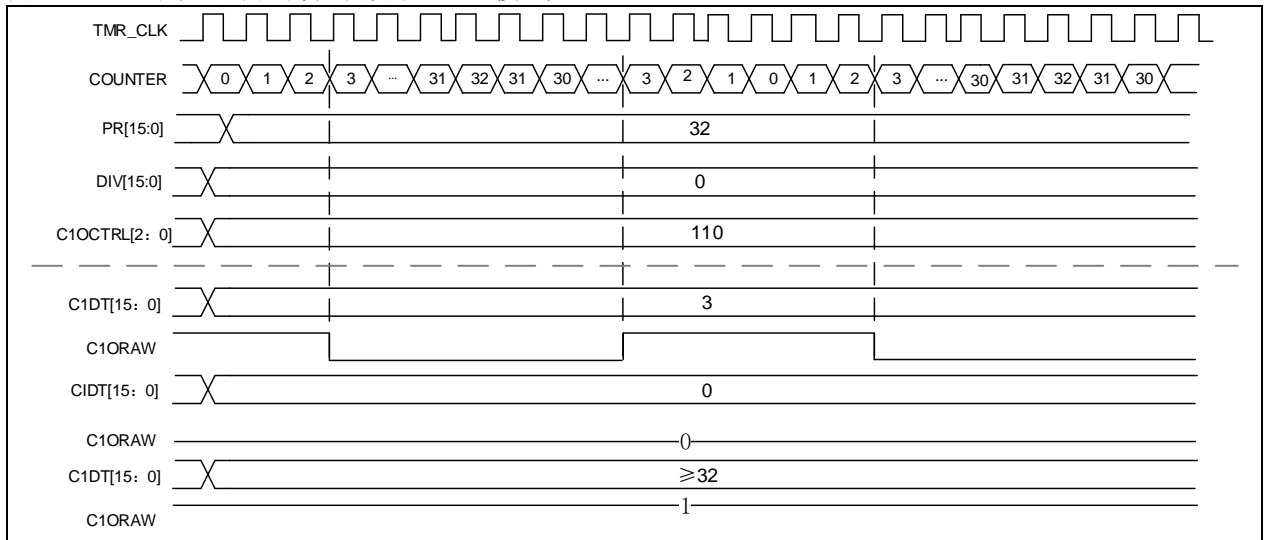 TMR_CLK
COUNTER 0 1 2 3 ... 31 32 31 30 ... 3 2 1 0 1 2 3 ... 30 31 32 31 30
PR[15:0] 32
DIV[15:0] 0
C1OCTRL[2：0] 110
C1DT[15：0] 3
C1ORAW
CIDT[15：0] 0
C1ORAW 0
C1DT[15：0] ≥32
C1ORAW 1